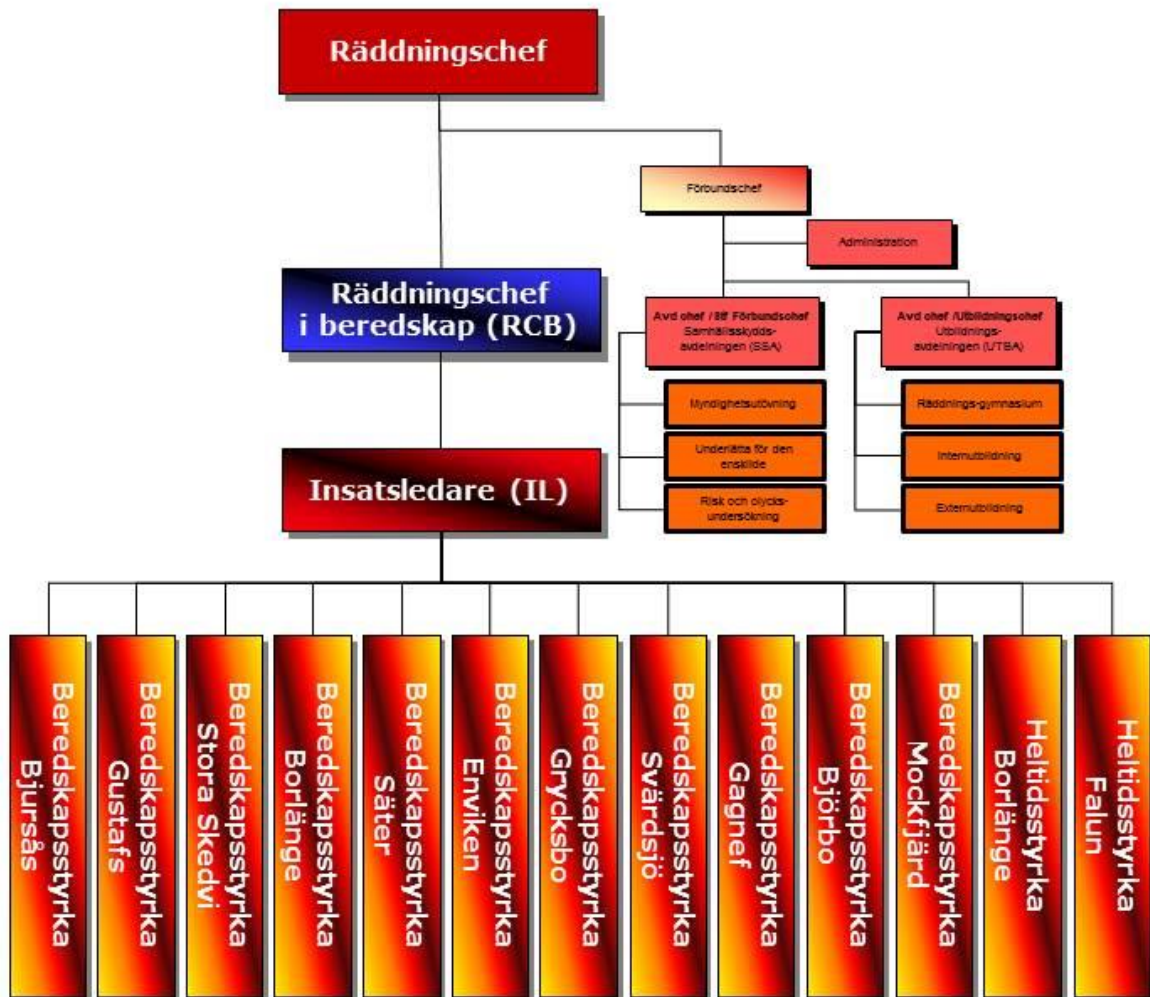 Räddningschef
Förbundschef
Administration
Räddningschef
i beredskap (RCB)
Avd chef / Stf Förbundschef
Samhällsskydds-
avdelningen (SSA)
Avd chef /Utbildningschef
Utbildnings-
avdelningen (UTBA)
Myndighetsutövning
Underlätta för den
enskilde
Risk och olycks-
undersökning
Räddnings-gymnasium
Internutbildning
Externutbildning
Insatsledare (IL)
Beredskapsstyrka
Bjursås
Beredskapsstyrka
Gustafs
Beredskapsstyrka
Stora Skedvi
Beredskapsstyrka
Borlänge
Beredskapsstyrka
Säter
Beredskapsstyrka
Enviken
Beredskapsstyrka
Grycksbo
Beredskapsstyrka
Svärdsjö
Beredskapsstyrka
Gagnef
Beredskapsstyrka
Björbo
Beredskapsstyrka
Mockfjärd
Heltidsstyrka
Borlänge
Heltidsstyrka
Falun